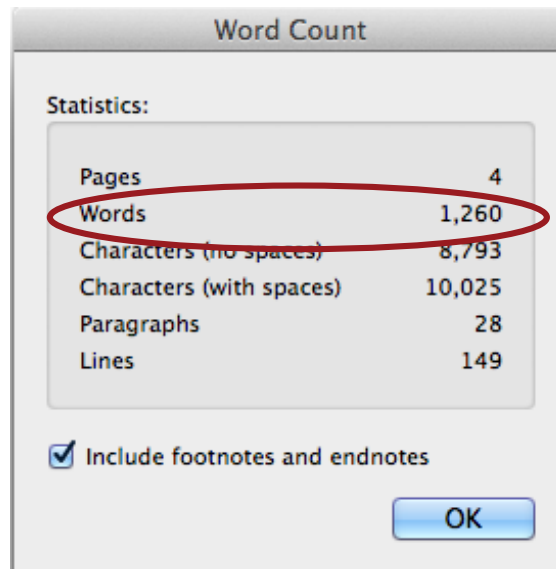 Word Count
Statistics:
Pages 4
Words 1,260
Characters (no spaces) 8,793
Characters (with spaces) 10,025
Paragraphs 28
Lines 149
Include footnotes and endnotes
OK